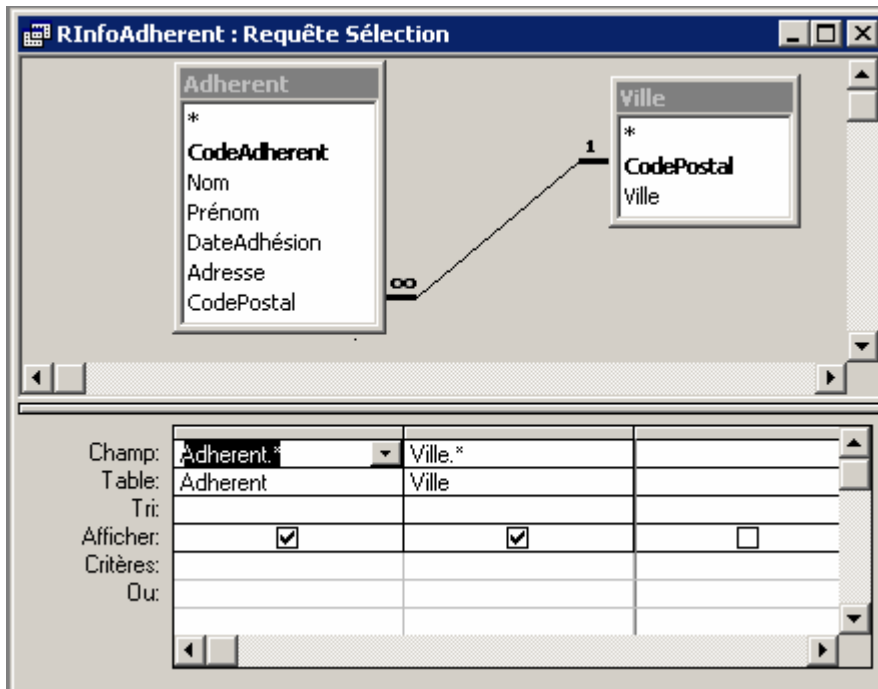 RInfoAdherent : Requête Sélection
Adherent
*
CodeAdherent
Nom
Prénom
DateAdhésion
Adresse
CodePostal
∞
1
Ville
*
CodePostal
Ville
Champ: Adherent.* Ville.*
Table: Adherent Ville
Tri:
Afficher:
Critères:
Ou: